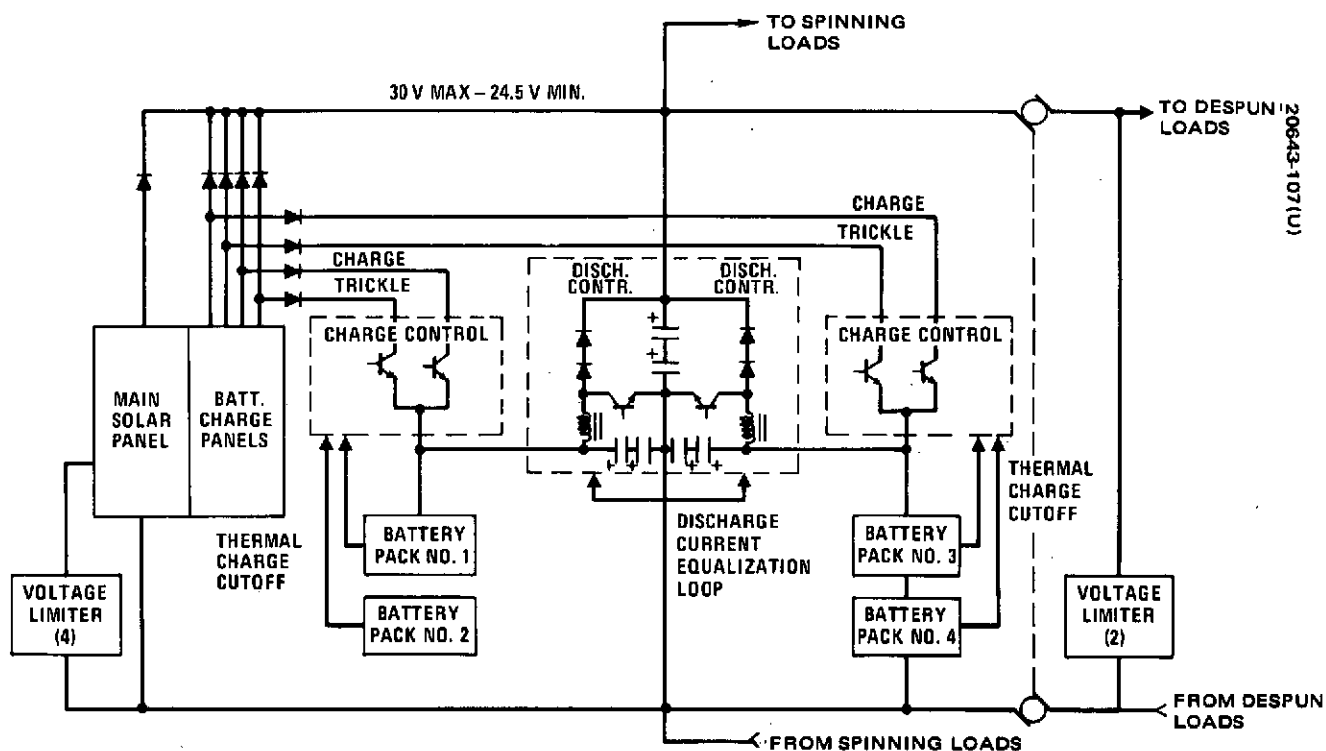 TO SPINNING
LOADS
30 V MAX – 24.5 V MIN.
TO DESPUN
LOADS
20643-107(U)
CHARGE
TRICKLE
CHARGE
TRICKLE
DISCH.
CONTR.
DISCH.
CONTR.
CHARGE CONTROL
CHARGE CONTROL
+
+
MAIN
SOLAR
PANEL
BATT.
CHARGE
PANELS
+ +
+ +
THERMAL
CHARGE
CUTOFF
THERMAL
CHARGE
CUTOFF
BATTERY
PACK NO. 1
DISCHARGE
CURRENT
EQUALIZATION
LOOP
BATTERY
PACK NO. 3
VOLTAGE
LIMITER
(4)
BATTERY
PACK NO. 2
BATTERY
PACK NO. 4
VOLTAGE
LIMITER
(2)
FROM DESPUN
LOADS
FROM SPINNING LOADS